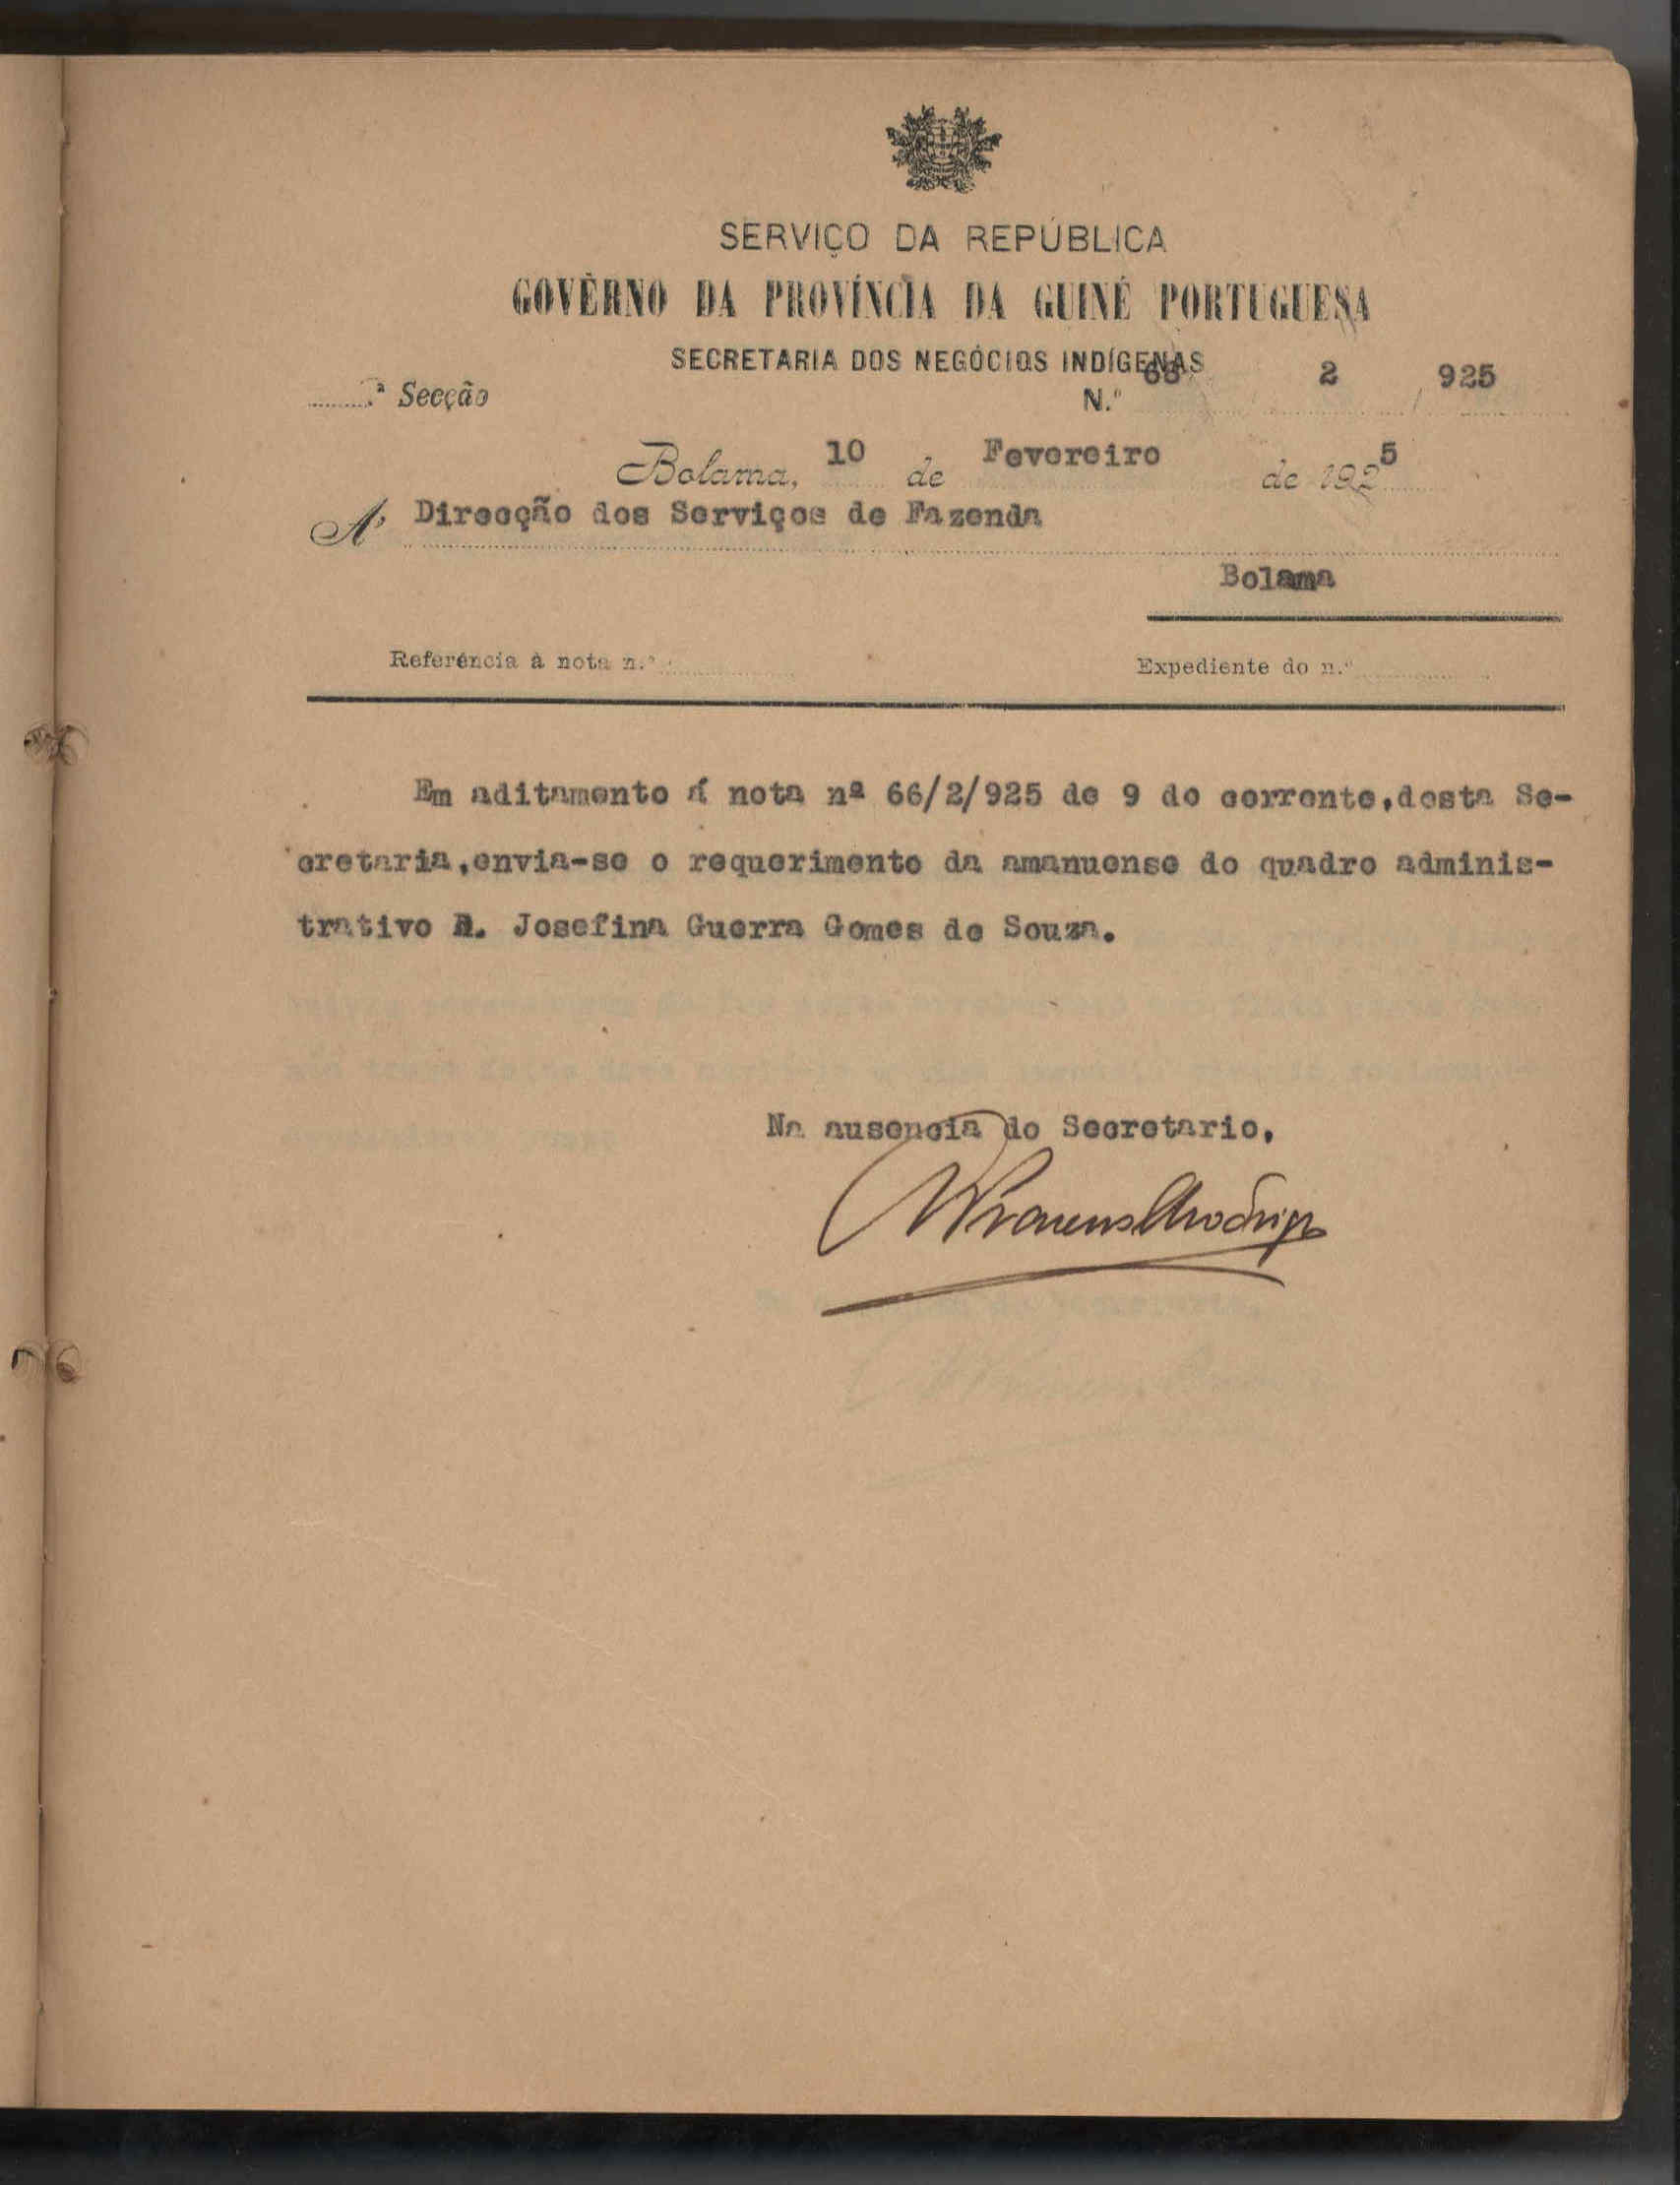 SERVIÇO DA REPÚBLICA
GOVÊRNO DA PROVÍNCIA DA GUINÉ PORTUGUESA
SECRETARIA DOS NEGÓCIOS INDÍGENAS
.ª Secção N.º 68 / 2 / 925
Bolama, 10 de Fevereiro de 1925
Á Direcção dos Serviços de Fazenda
Bolama
Referência à nota n.º Expediente do n.º
Em aditamento á nota nº 66/2/925 de 9 do corrente,desta Se-
cretaria,envia-se o requerimento da amanuense do quadro adminis-
trativo D. Josefina Guerra Gomes de Souza.
Na ausencia do Secretario,